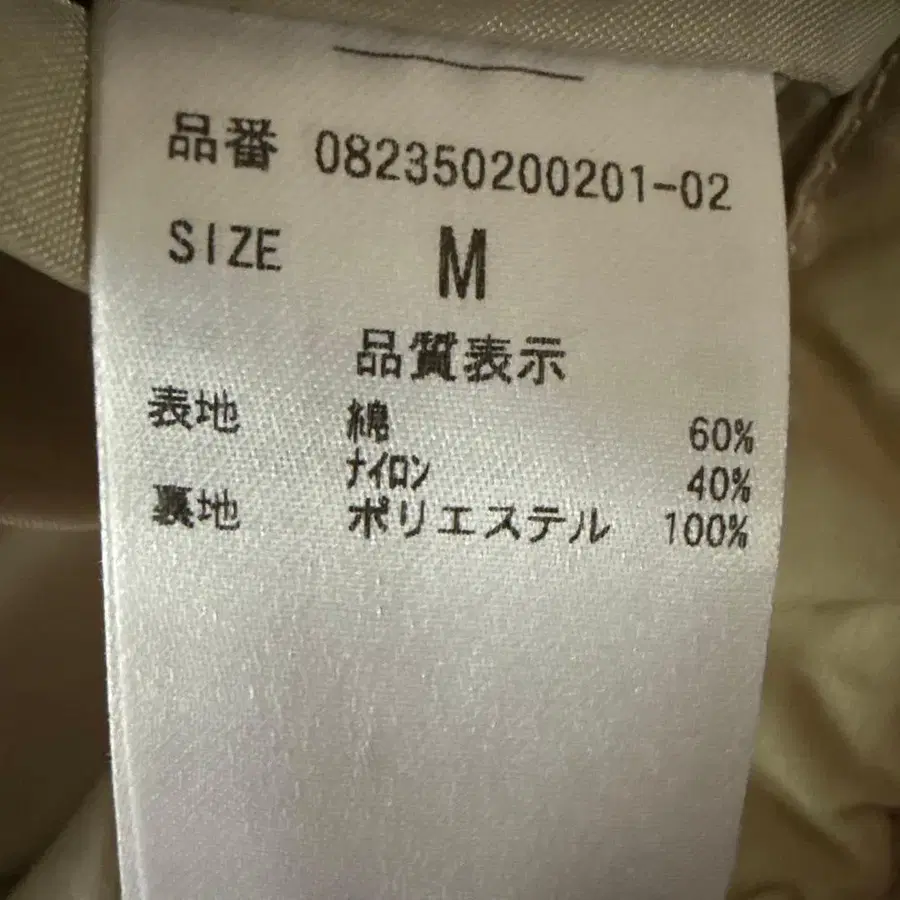 品番 082350200201-02
SIZE M
品質表示
表地 綿 60%
ナイロン 40%
裏地 ポリエステル 100%